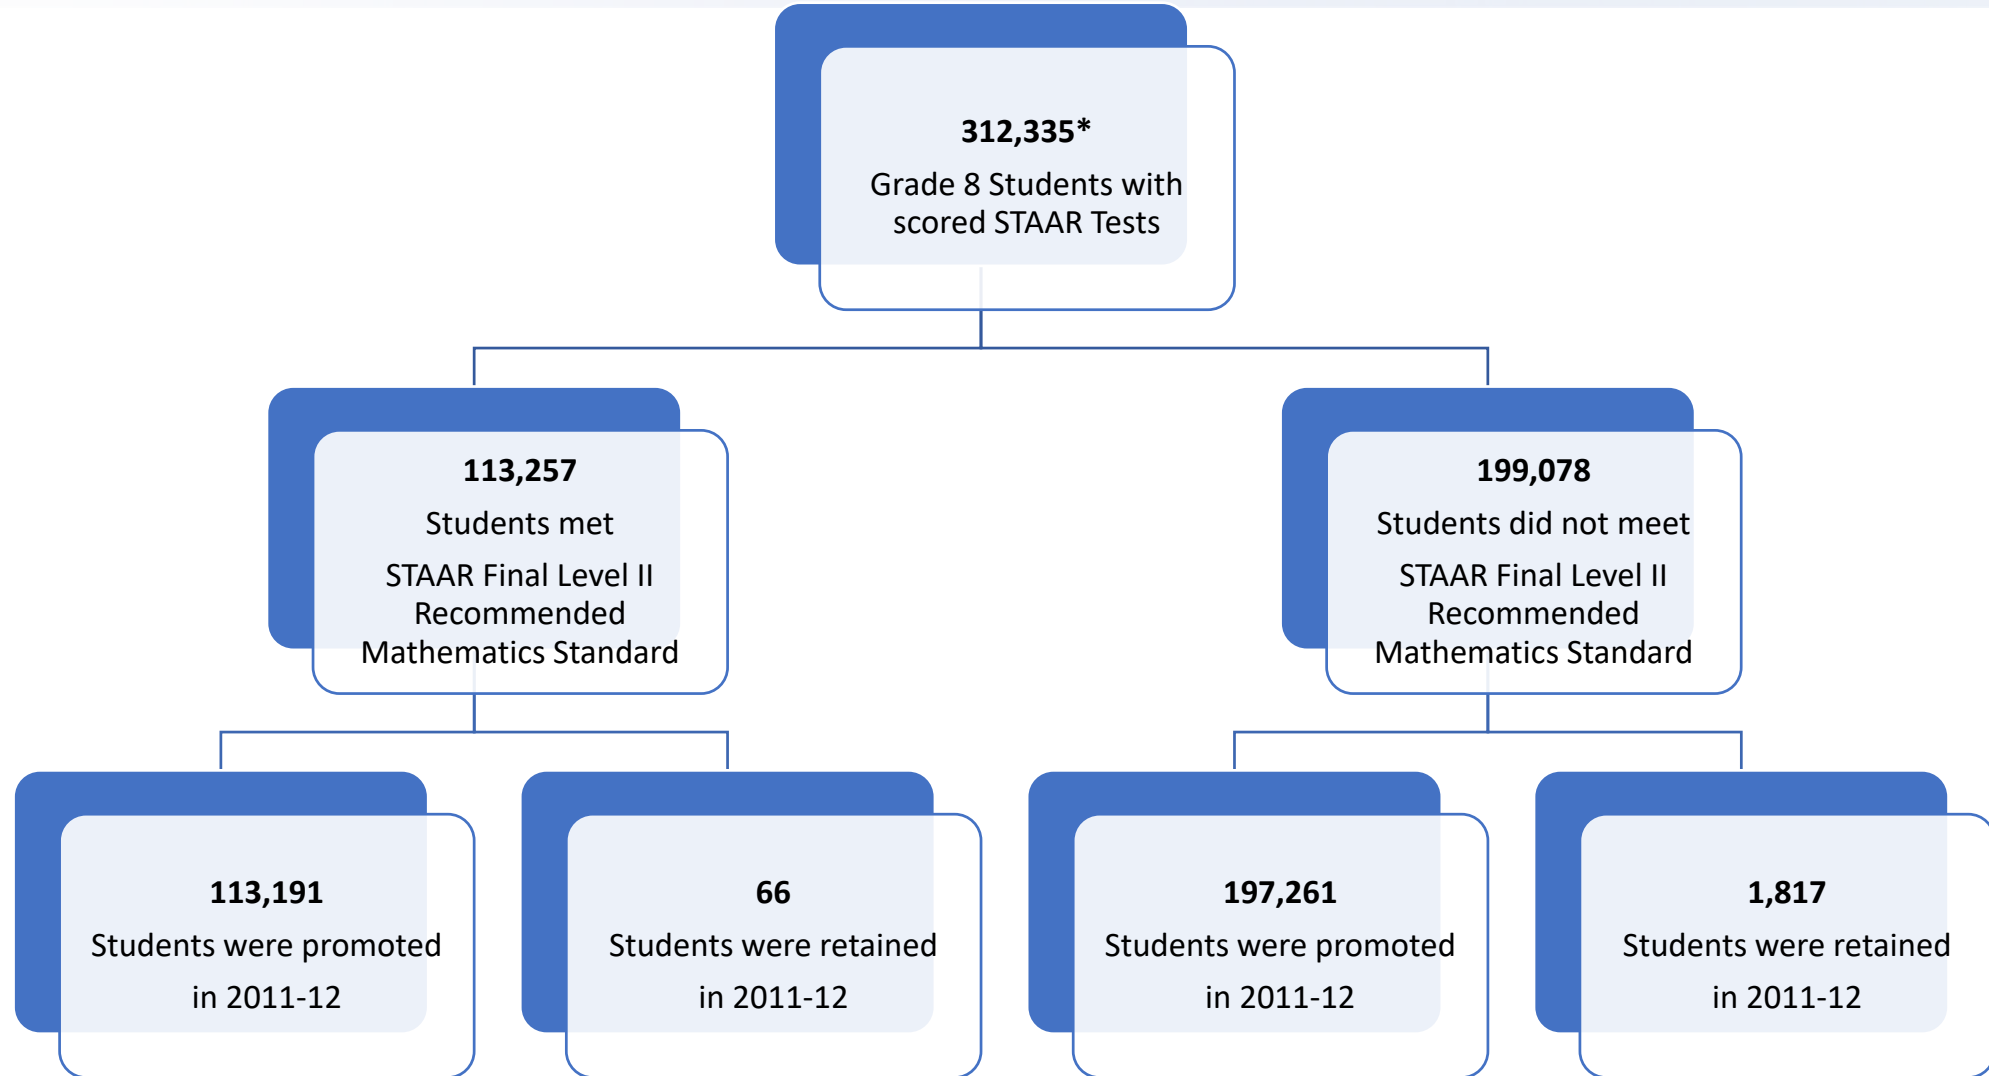 312,335*
Grade 8 Students with
scored STAAR Tests
113,257
Students met
STAAR Final Level II
Recommended
Mathematics Standard
199,078
Students did not meet
STAAR Final Level II
Recommended
Mathematics Standard
113,191
Students were promoted
in 2011-12
66
Students were retained
in 2011-12
197,261
Students were promoted
in 2011-12
1,817
Students were retained
in 2011-12